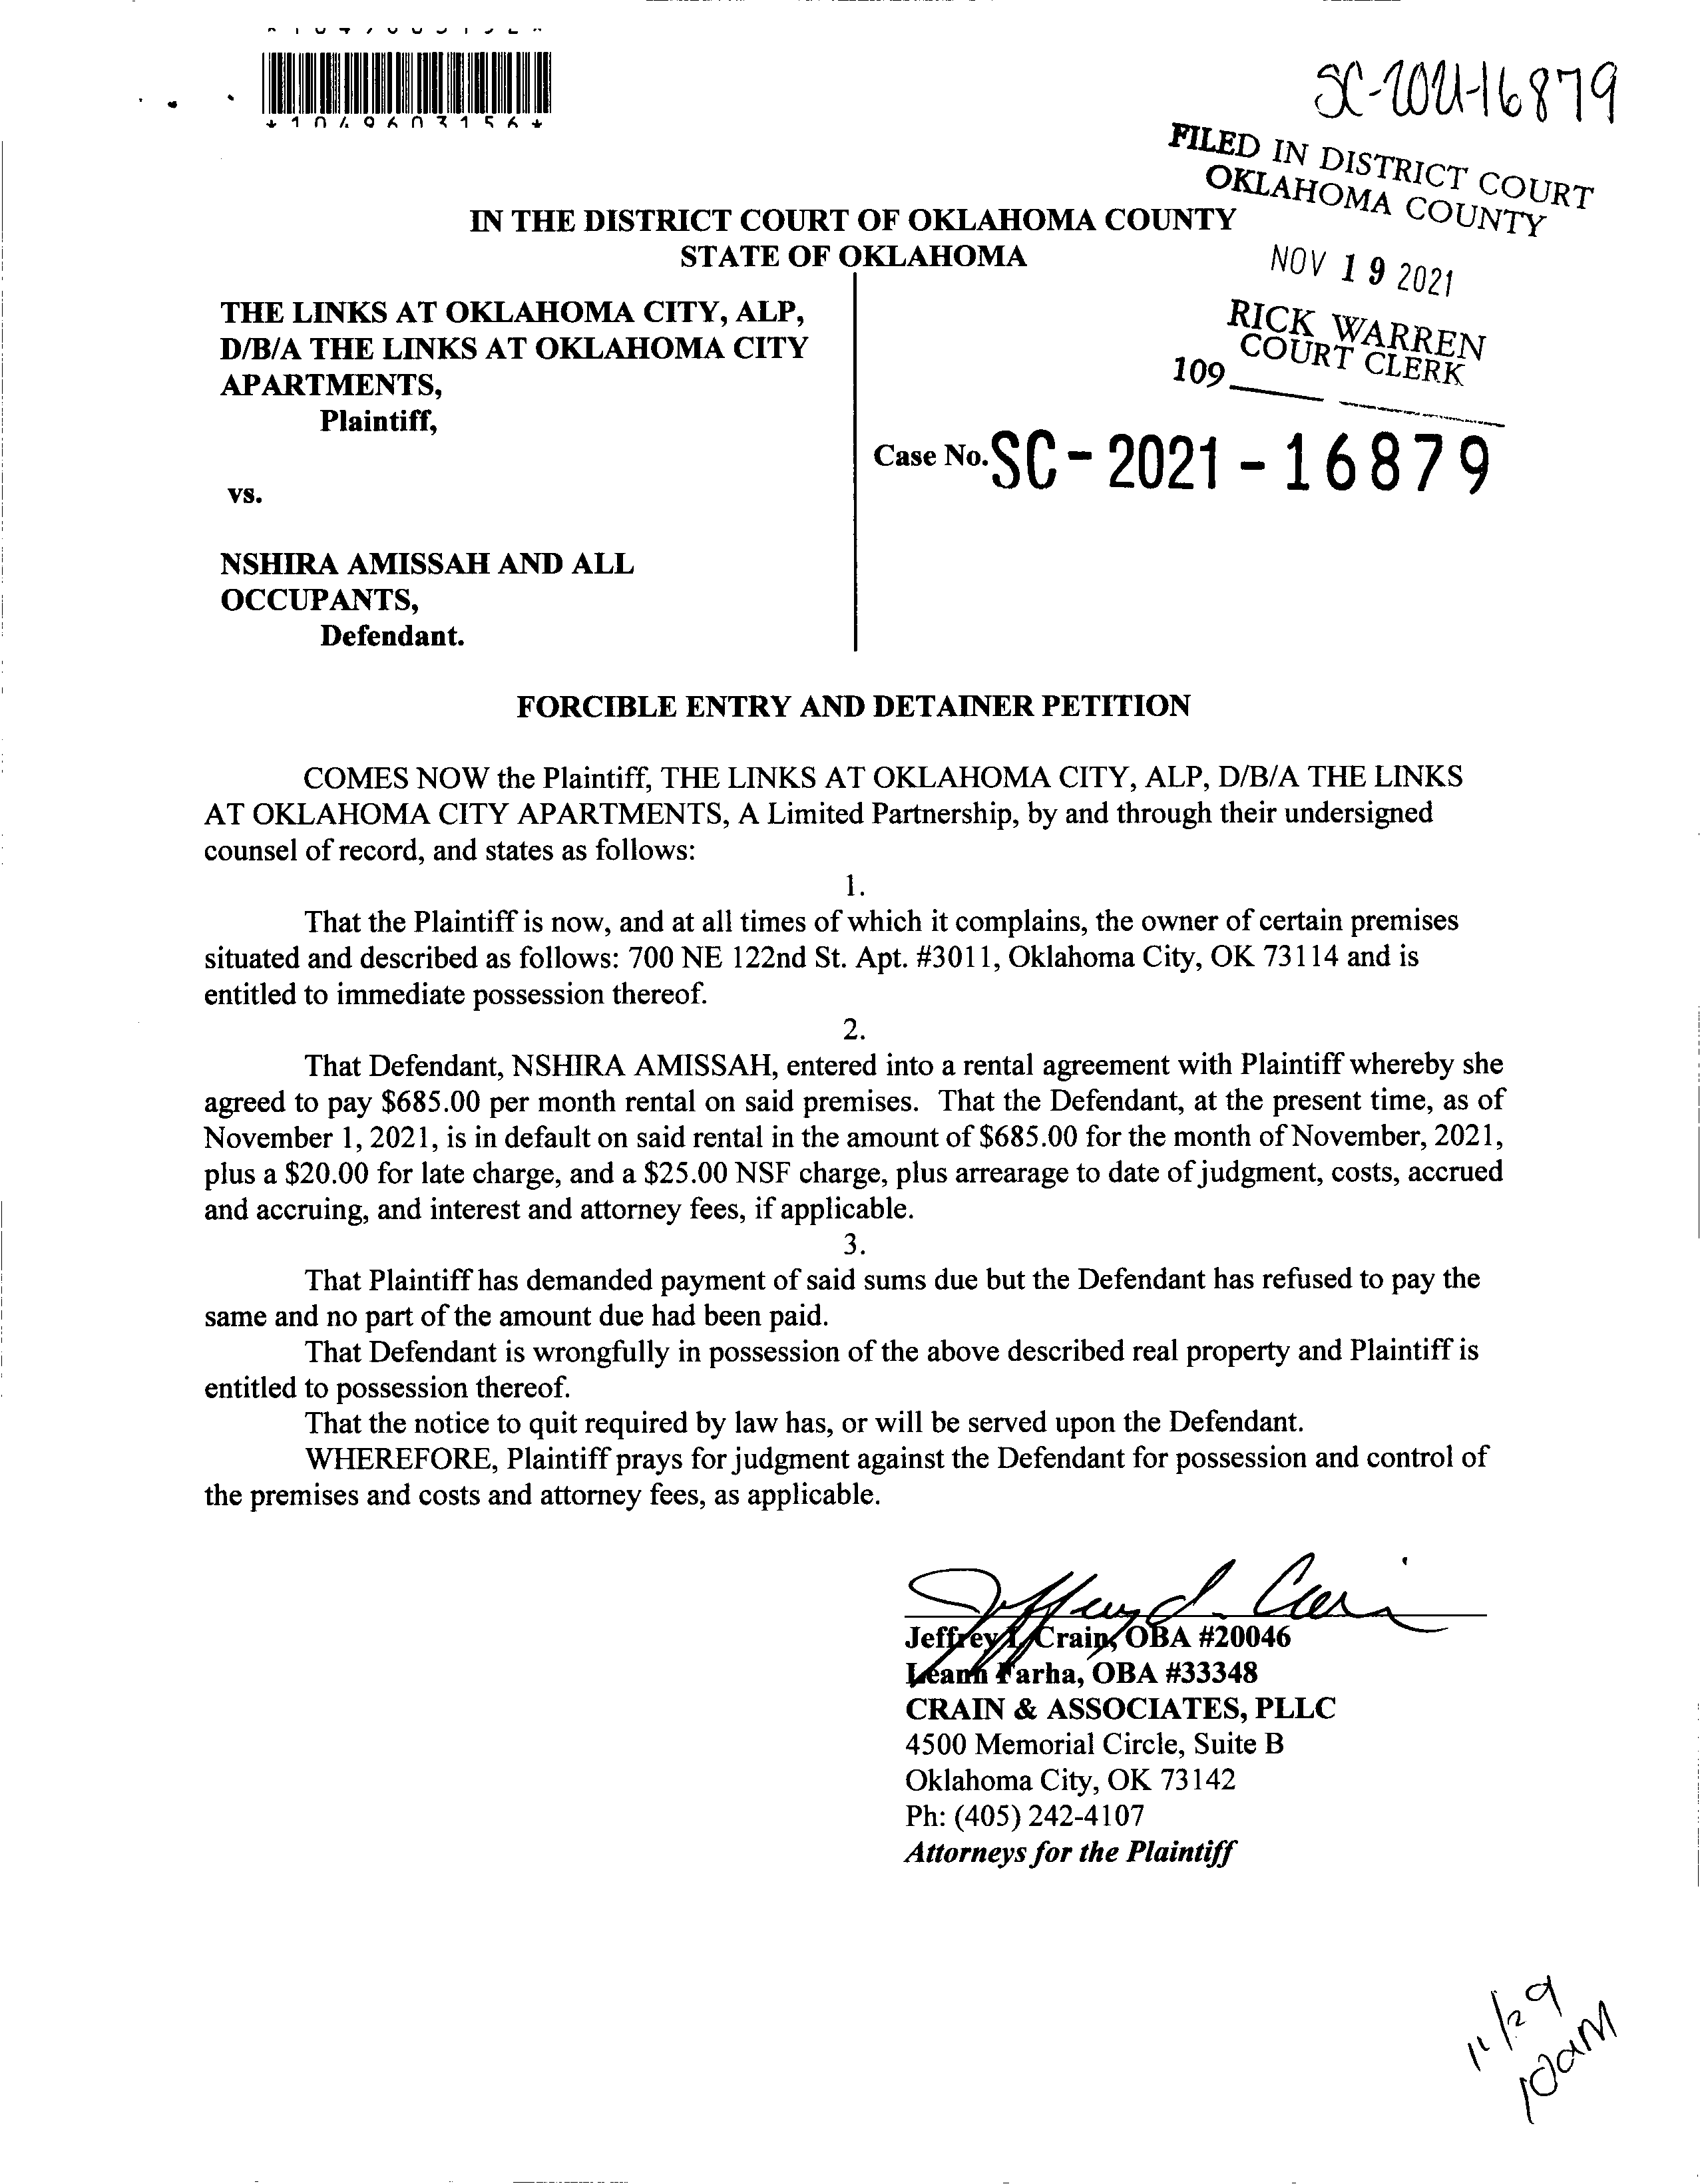 SC-2021-16879
FILED IN DISTRICT COURT
OKLAHOMA COUNTY
IN THE DISTRICT COURT OF OKLAHOMA COUNTY
STATE OF OKLAHOMA
NOV 19 2021
RICK WARREN
COURT CLERK
109
THE LINKS AT OKLAHOMA CITY, ALP,
D/B/A THE LINKS AT OKLAHOMA CITY
APARTMENTS,
Plaintiff,
Case No. SC-2021-16879
vs.
NSHIRA AMISSAH AND ALL
OCCUPANTS,
Defendant.
FORCIBLE ENTRY AND DETAINER PETITION
COMES NOW the Plaintiff, THE LINKS AT OKLAHOMA CITY, ALP, D/B/A THE LINKS
AT OKLAHOMA CITY APARTMENTS, A Limited Partnership, by and through their undersigned
counsel of record, and states as follows:
1.
That the Plaintiff is now, and at all times of which it complains, the owner of certain premises
situated and described as follows: 700 NE 122nd St. Apt. #3011, Oklahoma City, OK 73114 and is
entitled to immediate possession thereof.
2.
That Defendant, NSHIRA AMISSAH, entered into a rental agreement with Plaintiff whereby she
agreed to pay $685.00 per month rental on said premises. That the Defendant, at the present time, as of
November 1, 2021, is in default on said rental in the amount of $685.00 for the month of November, 2021,
plus a $20.00 for late charge, and a $25.00 NSF charge, plus arrearage to date of judgment, costs, accrued
and accruing, and interest and attorney fees, if applicable.
3.
That Plaintiff has demanded payment of said sums due but the Defendant has refused to pay the
same and no part of the amount due had been paid.
That Defendant is wrongfully in possession of the above described real property and Plaintiff is
entitled to possession thereof.
That the notice to quit required by law has, or will be served upon the Defendant.
WHEREFORE, Plaintiff prays for judgment against the Defendant for possession and control of
the premises and costs and attorney fees, as applicable.
Jeffrey L. Crain, OBA #20046
Leann Farha, OBA #33348
CRAIN & ASSOCIATES, PLLC
4500 Memorial Circle, Suite B
Oklahoma City, OK 73142
Ph: (405) 242-4107
Attorneys for the Plaintiff
11/29
10am